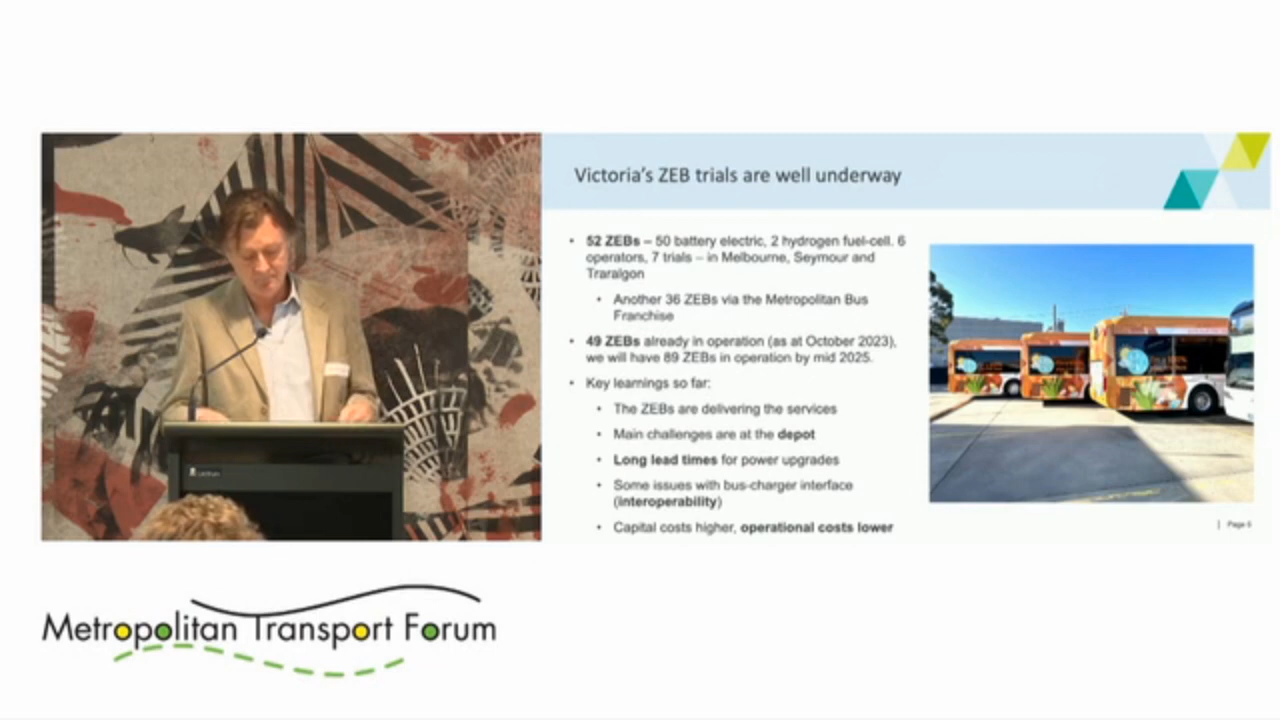 Victoria's ZEB trials are well underway
• 52 ZEBs – 50 battery electric, 2 hydrogen fuel-cell. 6
operators, 7 trials – in Melbourne, Seymour and
Traralgon
• Another 36 ZEBs via the Metropolitan Bus
Franchise
• 49 ZEBs already in operation (as at October 2023),
we will have 89 ZEBs in operation by mid 2025.
• Key learnings so far:
• The ZEBs are delivering the services
• Main challenges are at the depot
• Long lead times for power upgrades
• Some issues with bus-charger interface
(interoperability)
• Capital costs higher, operational costs lower
Metropolitan Transport Forum